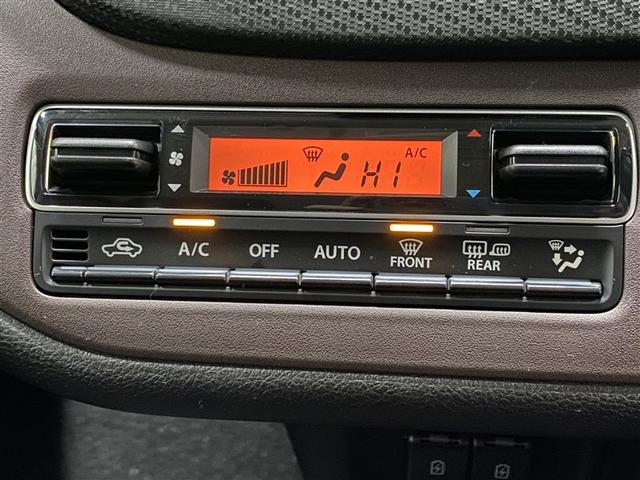 A/C
HI
A/C OFF AUTO FRONT REAR